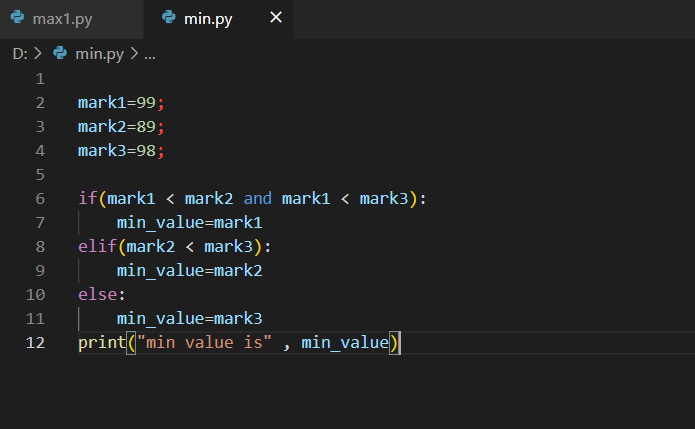 max1.py min.py ×
D: > min.py > ...
1
2 mark1=99;
3 mark2=89;
4 mark3=98;
5
6 if(mark1 < mark2 and mark1 < mark3):
7     min_value=mark1
8 elif(mark2 < mark3):
9     min_value=mark2
10 else:
11     min_value=mark3
12 print("min value is" , min_value)